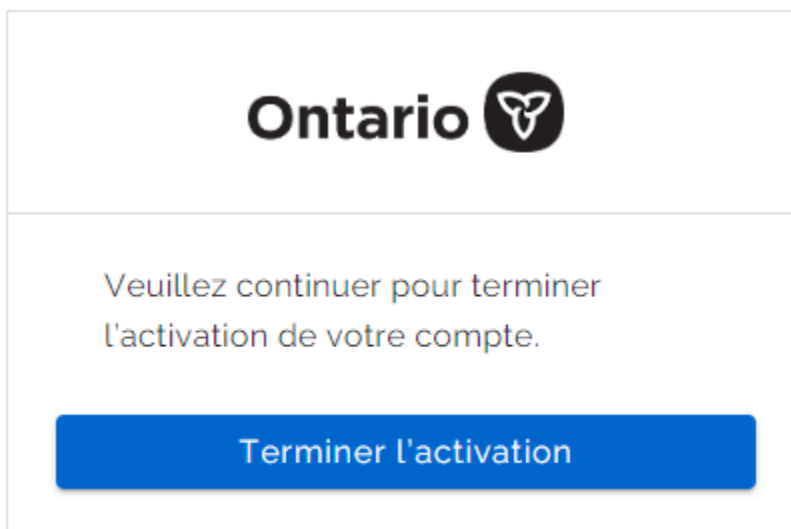 Ontario
Veuillez continuer pour terminer
l'activation de votre compte.
Terminer l'activation